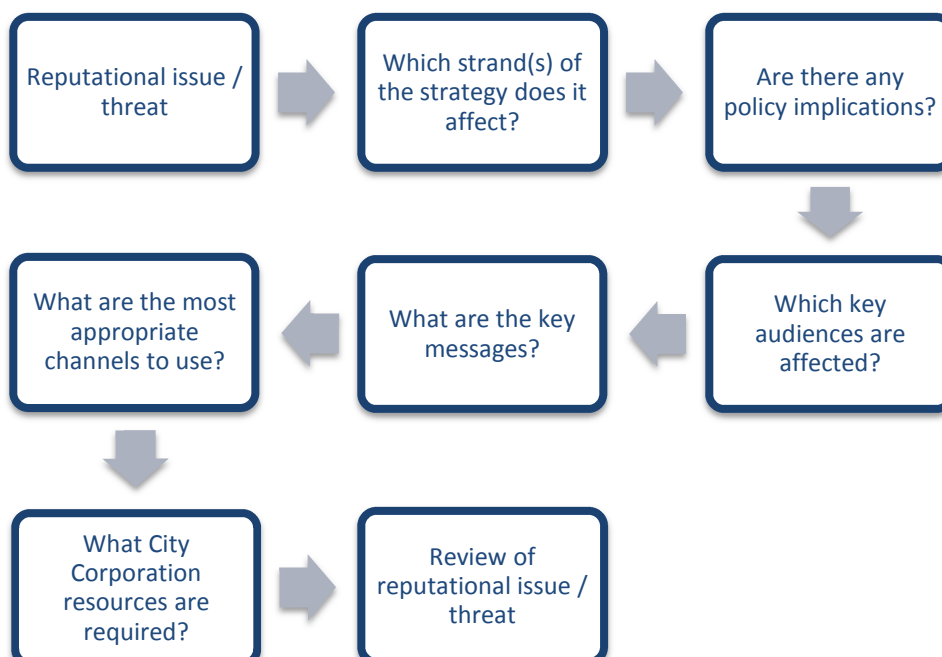 Reputational issue /
threat
Which strand(s) of
the strategy does it
affect?
Are there any
policy implications?
Which key
audiences are
affected?
What are the key
messages?
What are the most
appropriate
channels to use?
What City
Corporation
resources are
required?
Review of
reputational issue /
threat